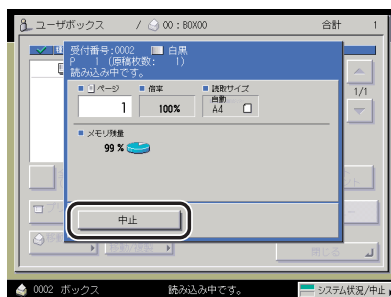 ユーザボックス / 00 : BOX00 合計 1
受付番号:0002 白黒
P 1 (原稿枚数: 1)
読み込み中です。
ページ 倍率 読取サイズ
1 100% 自動 A4
1/1
メモリ残量
99 %
中止
閉じる
0002 ボックス 読み込み中です。 システム状況/中止